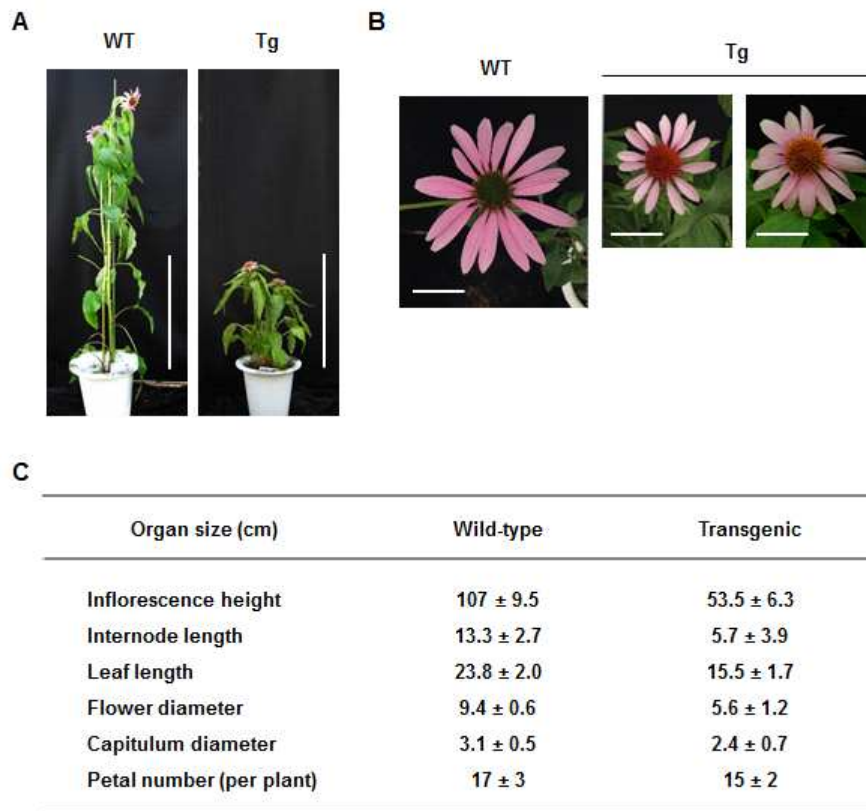 A
WT Tg
B
WT
Tg
C
Organ size (cm) Wild-type Transgenic
Inflorescence height 107 ± 9.5 53.5 ± 6.3
Internode length 13.3 ± 2.7 5.7 ± 3.9
Leaf length 23.8 ± 2.0 15.5 ± 1.7
Flower diameter 9.4 ± 0.6 5.6 ± 1.2
Capitulum diameter 3.1 ± 0.5 2.4 ± 0.7
Petal number (per plant) 17 ± 3 15 ± 2